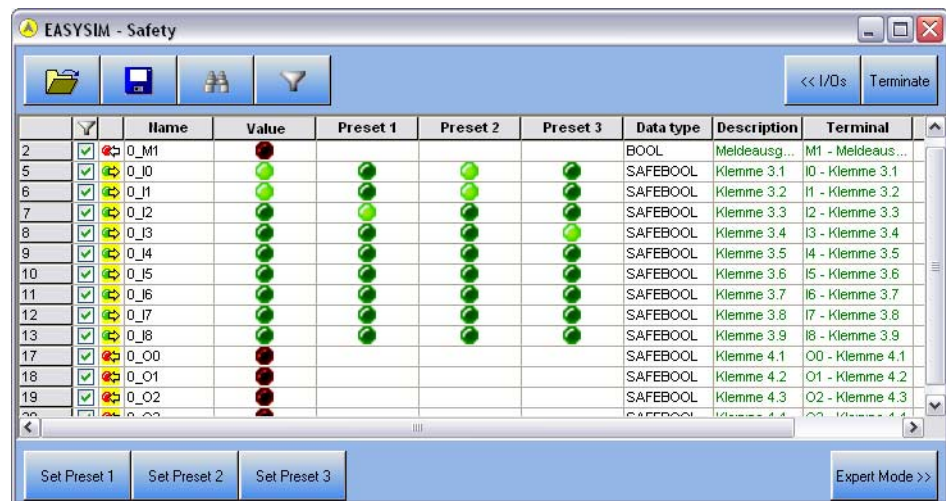 EASYSIM - Safety
<< I/Os Terminate
Name Value Preset 1 Preset 2 Preset 3 Data type Description Terminal
2 0_M1 BOOL Meldeausg... M1 - Meldeaus...
5 0_I0 SAFEBOOL Klemme 3.1 I0 - Klemme 3.1
6 0_I1 SAFEBOOL Klemme 3.2 I1 - Klemme 3.2
7 0_I2 SAFEBOOL Klemme 3.3 I2 - Klemme 3.3
8 0_I3 SAFEBOOL Klemme 3.4 I3 - Klemme 3.4
9 0_I4 SAFEBOOL Klemme 3.5 I4 - Klemme 3.5
10 0_I5 SAFEBOOL Klemme 3.6 I5 - Klemme 3.6
11 0_I6 SAFEBOOL Klemme 3.7 I6 - Klemme 3.7
12 0_I7 SAFEBOOL Klemme 3.8 I7 - Klemme 3.8
13 0_I8 SAFEBOOL Klemme 3.9 I8 - Klemme 3.9
17 0_O0 SAFEBOOL Klemme 4.1 O0 - Klemme 4.1
18 0_O1 SAFEBOOL Klemme 4.2 O1 - Klemme 4.2
19 0_O2 SAFEBOOL Klemme 4.3 O2 - Klemme 4.3
Set Preset 1 Set Preset 2 Set Preset 3 Expert Mode >>